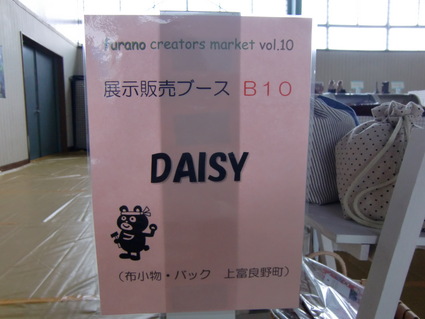 furano creators market vol.10
展示販売ブース B10
DAISY
(布小物・バック 上富良野町)